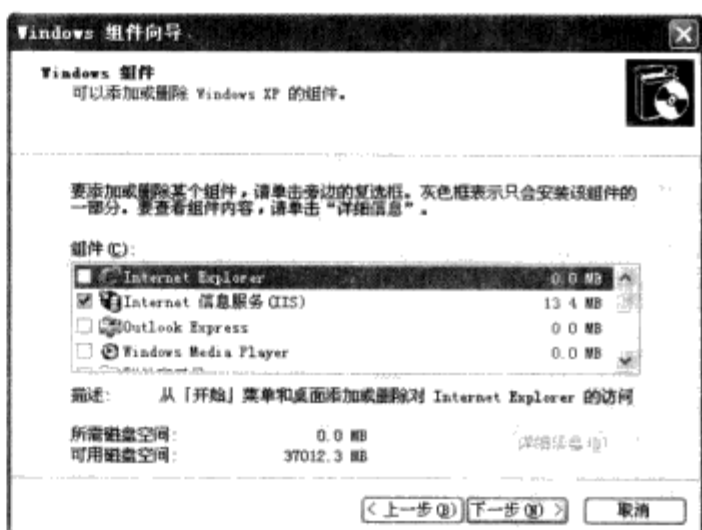 Windows 组件向导
Windows 组件
可以添加或删除 Windows XP 的组件。
要添加或删除某个组件，请单击旁边的复选框。灰色框表示只会安装该组件的
一部分。要查看组件内容，请单击“详细信息”。
组件(C):
Internet Explorer 0.0 MB
Internet 信息服务(IIS) 13.4 MB
Outlook Express 0.0 MB
Windows Media Player 0.0 MB
描述: 从「开始」菜单和桌面添加或删除对 Internet Explorer 的访问
所需磁盘空间: 0.0 MB
可用磁盘空间: 37012.3 MB
< 上一步(B) 下一步(N) > 取消